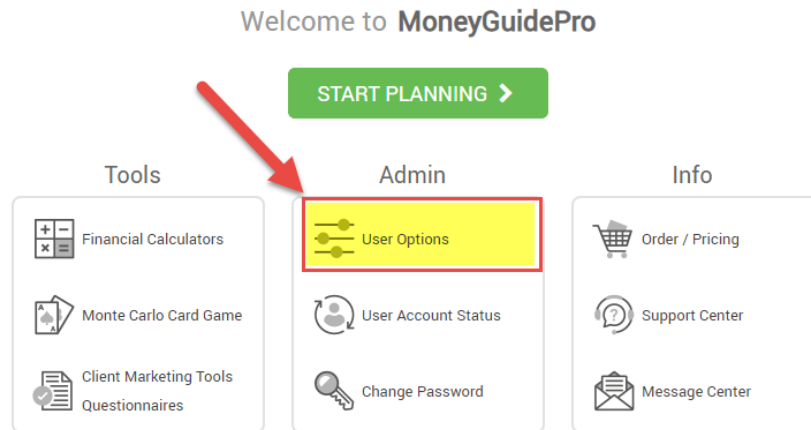 Welcome to MoneyGuidePro
START PLANNING
Tools
Financial Calculators
Monte Carlo Card Game
Client Marketing Tools
Questionnaires
Admin
User Options
User Account Status
Change Password
Info
Order / Pricing
Support Center
Message Center